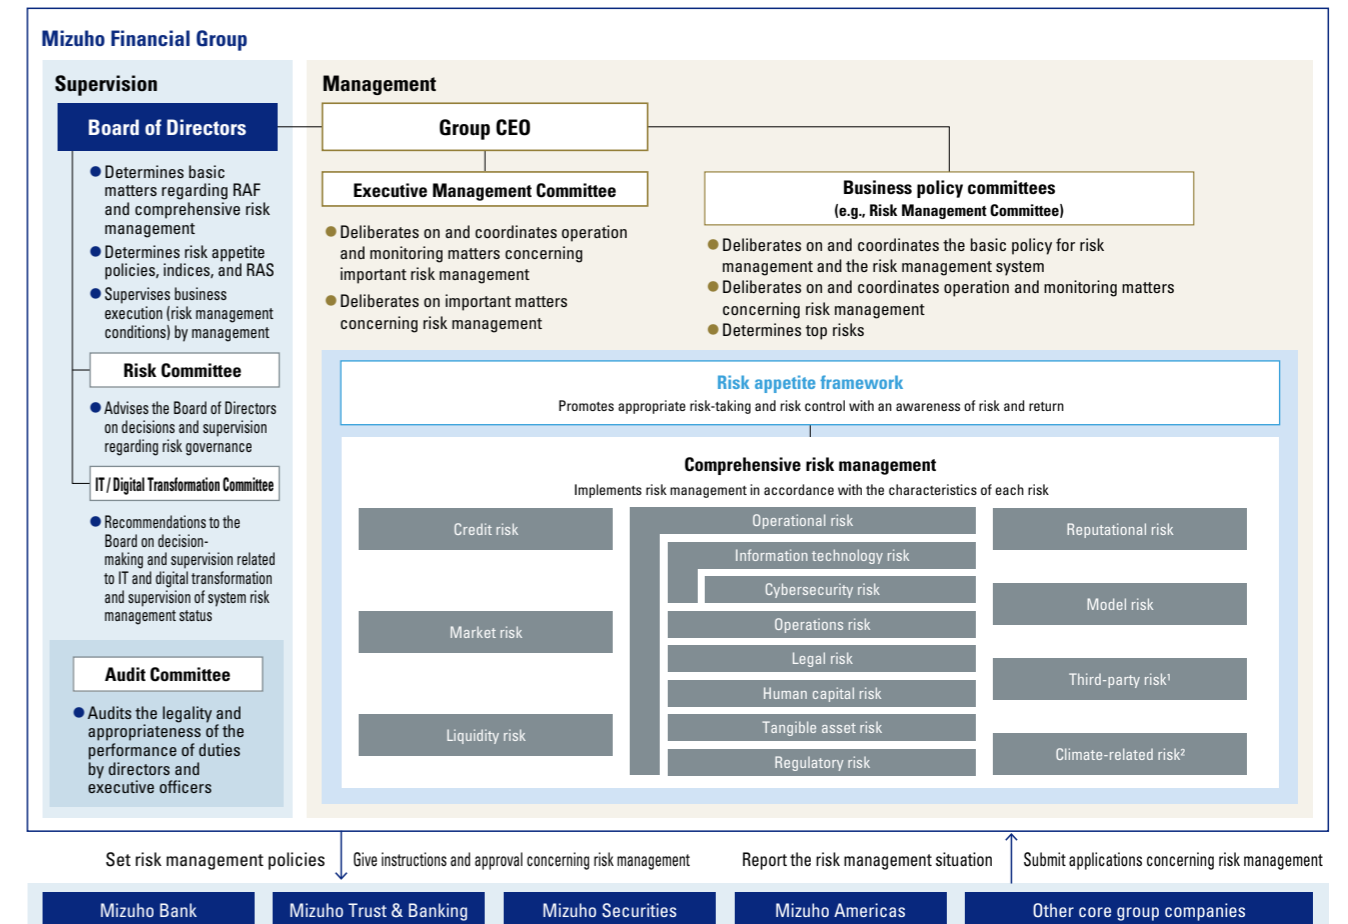 Mizuho Financial Group
Supervision
Board of Directors
● Determines basic
matters regarding RAF
and comprehensive risk
management
● Determines risk appetite
policies, indices, and RAS
● Supervises business
execution (risk management
conditions) by management
Risk Committee
● Advises the Board of Directors
on decisions and supervision
regarding risk governance
IT / Digital Transformation Committee
● Recommendations to the
Board on decision-
making and supervision related
to IT and digital transformation
and supervision of system risk
management status
Audit Committee
● Audits the legality and
appropriateness of the
performance of duties
by directors and
executive officers
Management
Group CEO
Executive Management Committee
● Deliberates on and coordinates operation
and monitoring matters concerning
important risk management
● Deliberates on important matters
concerning risk management
Business policy committees
(e.g., Risk Management Committee)
● Deliberates on and coordinates the basic policy for risk
management and the risk management system
● Deliberates on and coordinates operation and monitoring matters
concerning risk management
● Determines top risks
Risk appetite framework
Promotes appropriate risk-taking and risk control with an awareness of risk and return
Comprehensive risk management
Implements risk management in accordance with the characteristics of each risk
Credit risk
Market risk
Liquidity risk
Operational risk
Information technology risk
Cybersecurity risk
Operations risk
Legal risk
Human capital risk
Tangible asset risk
Regulatory risk
Reputational risk
Model risk
Third-party risk¹
Climate-related risk²
Set risk management policies
Give instructions and approval concerning risk management
Report the risk management situation
Submit applications concerning risk management
Mizuho Bank
Mizuho Trust & Banking
Mizuho Securities
Mizuho Americas
Other core group companies